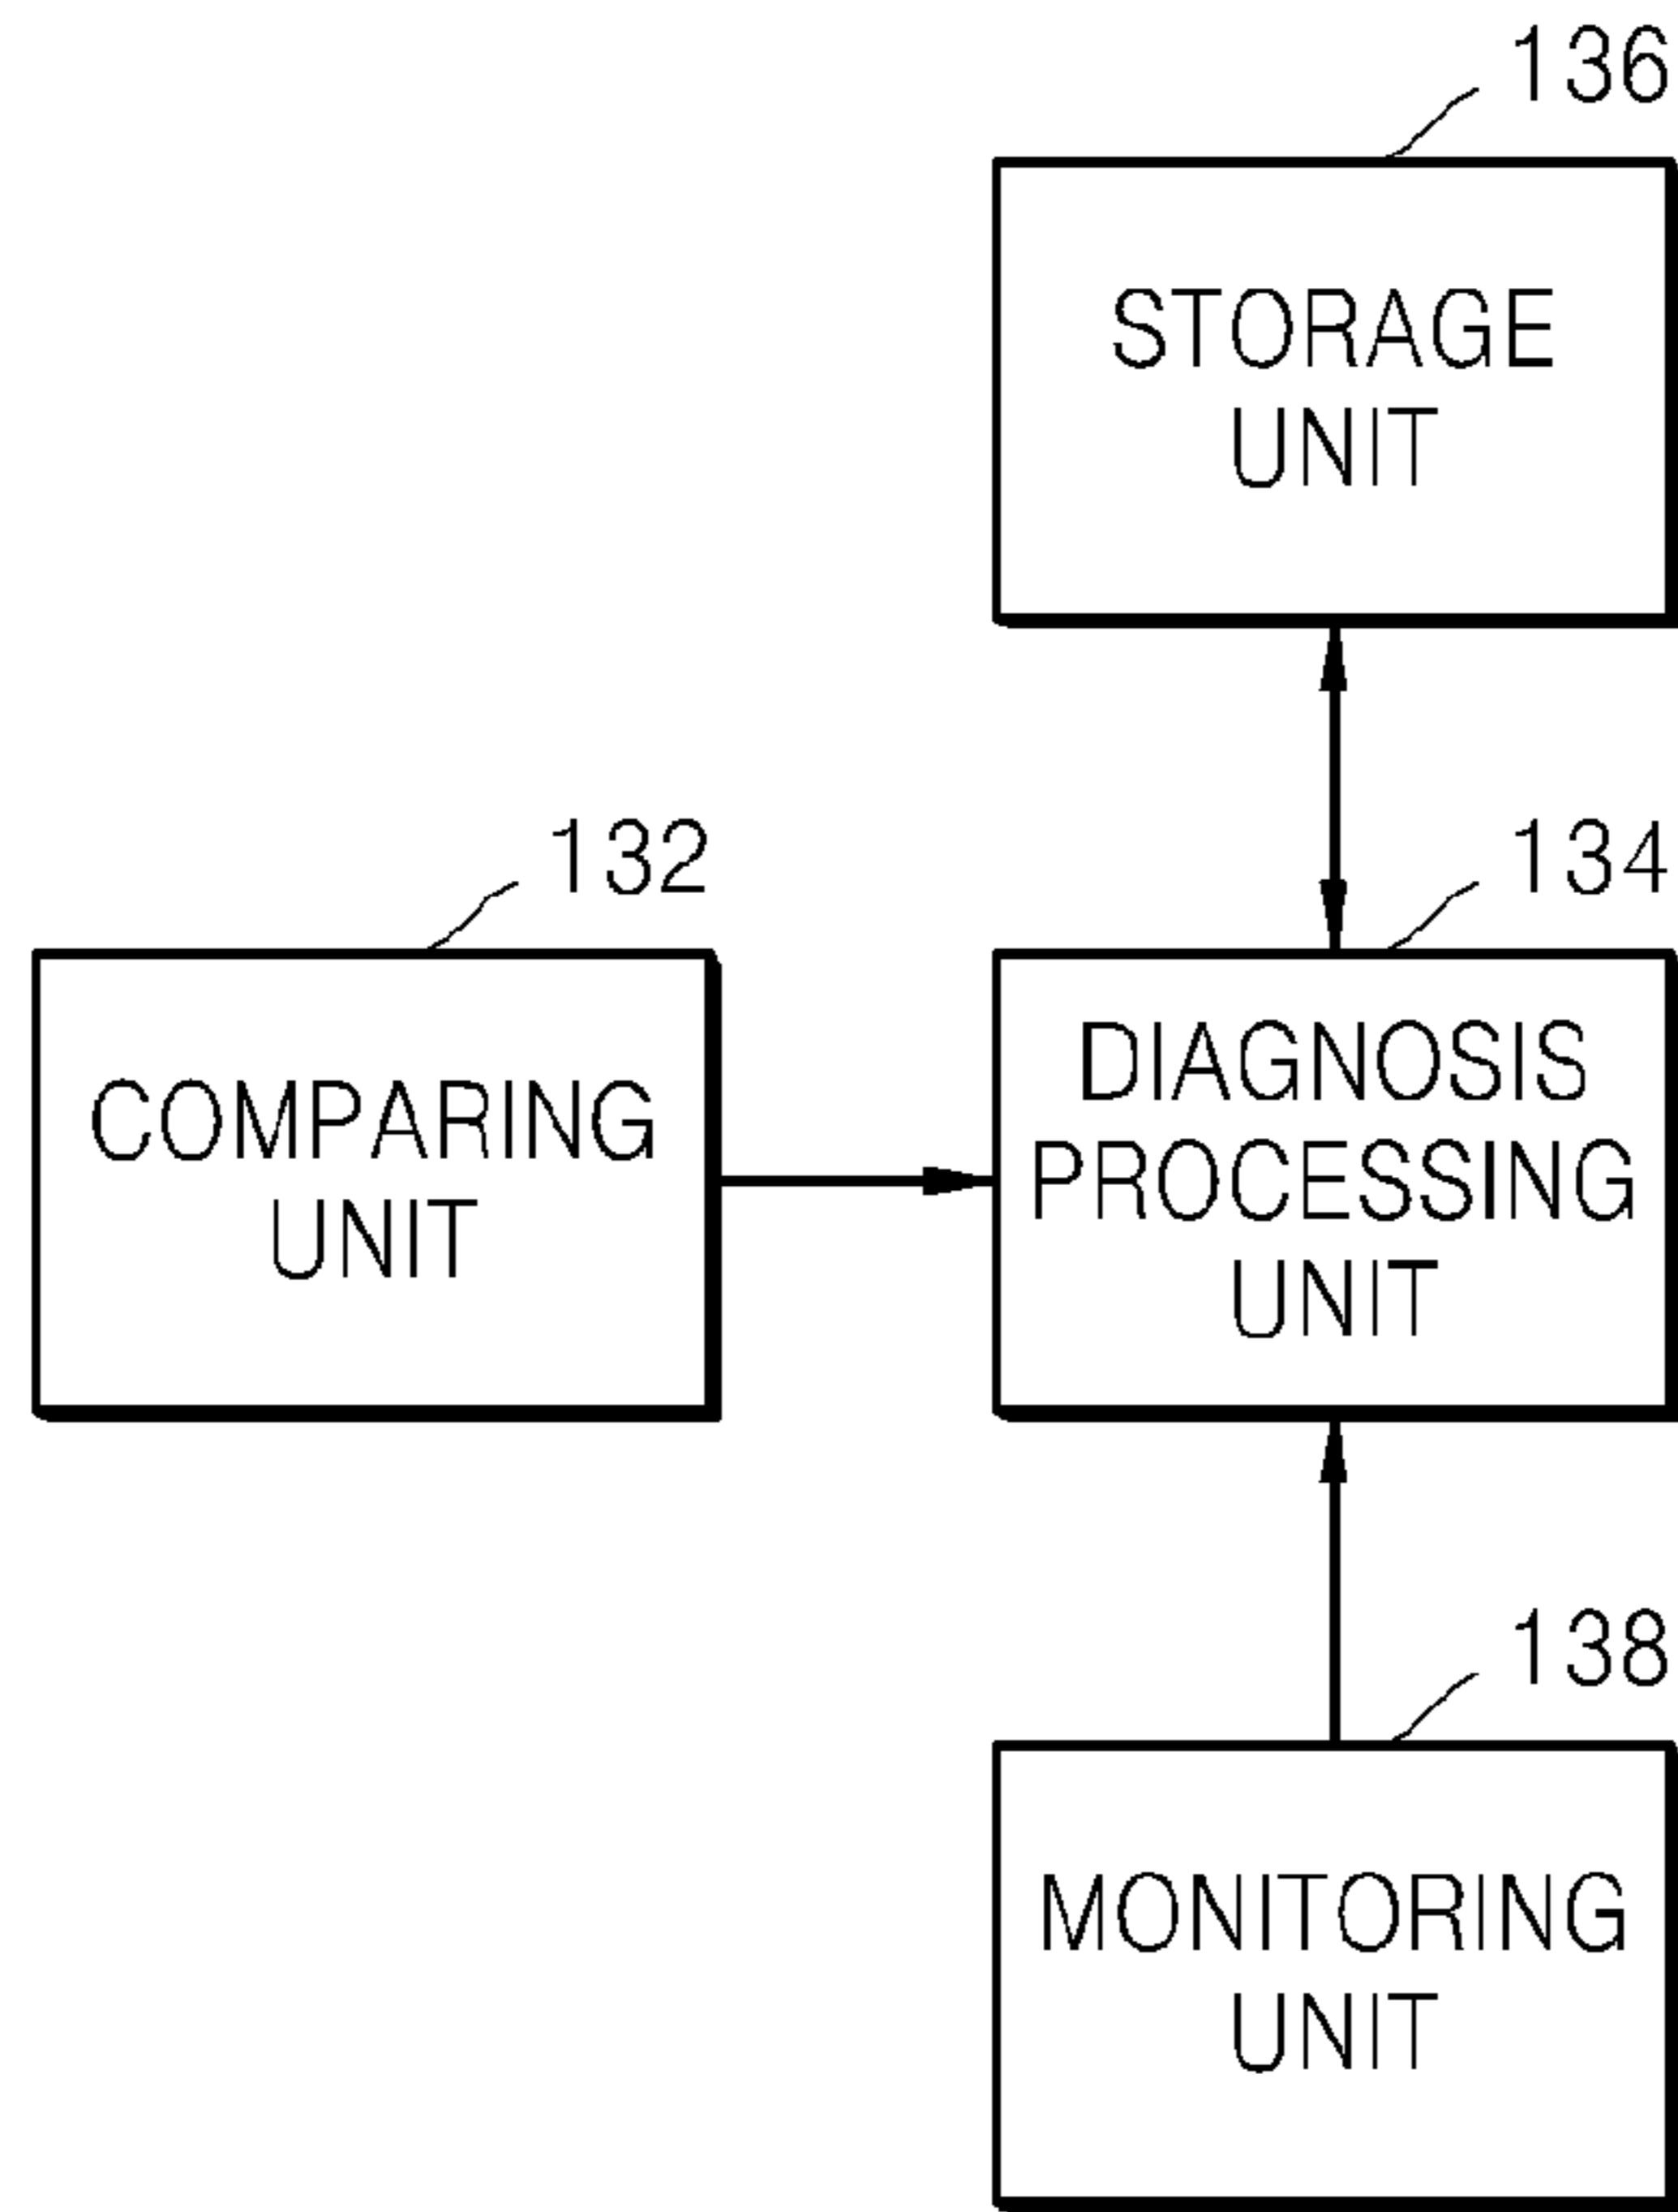 136
STORAGE
UNIT
132
134
COMPARING
UNIT
DIAGNOSIS
PROCESSING
UNIT
138
MONITORING
UNIT